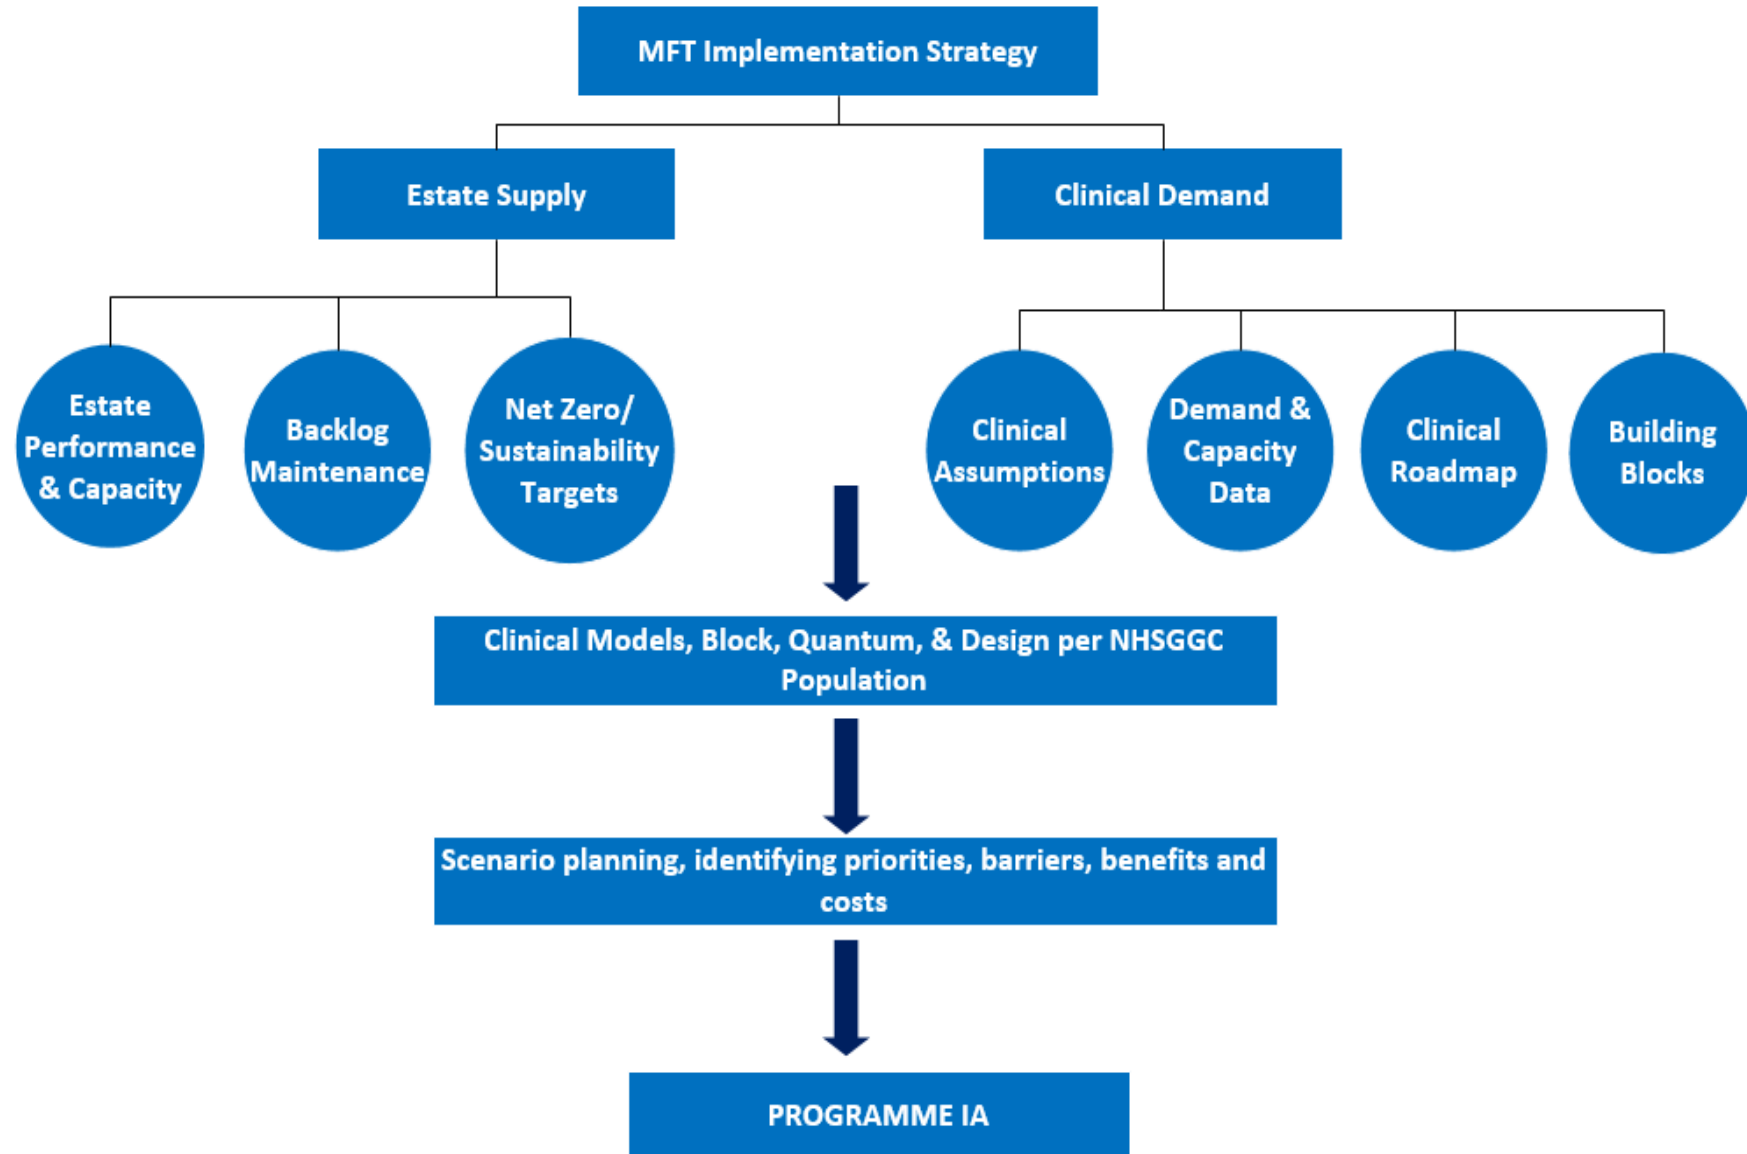 MFT Implementation Strategy
Estate Supply
Clinical Demand
Estate
Performance
& Capacity
Backlog
Maintenance
Net Zero/
Sustainability
Targets
Clinical
Assumptions
Demand &
Capacity
Data
Clinical
Roadmap
Building
Blocks
Clinical Models, Block, Quantum, & Design per NHSGGC
Population
Scenario planning, identifying priorities, barriers, benefits and
costs
PROGRAMME IA